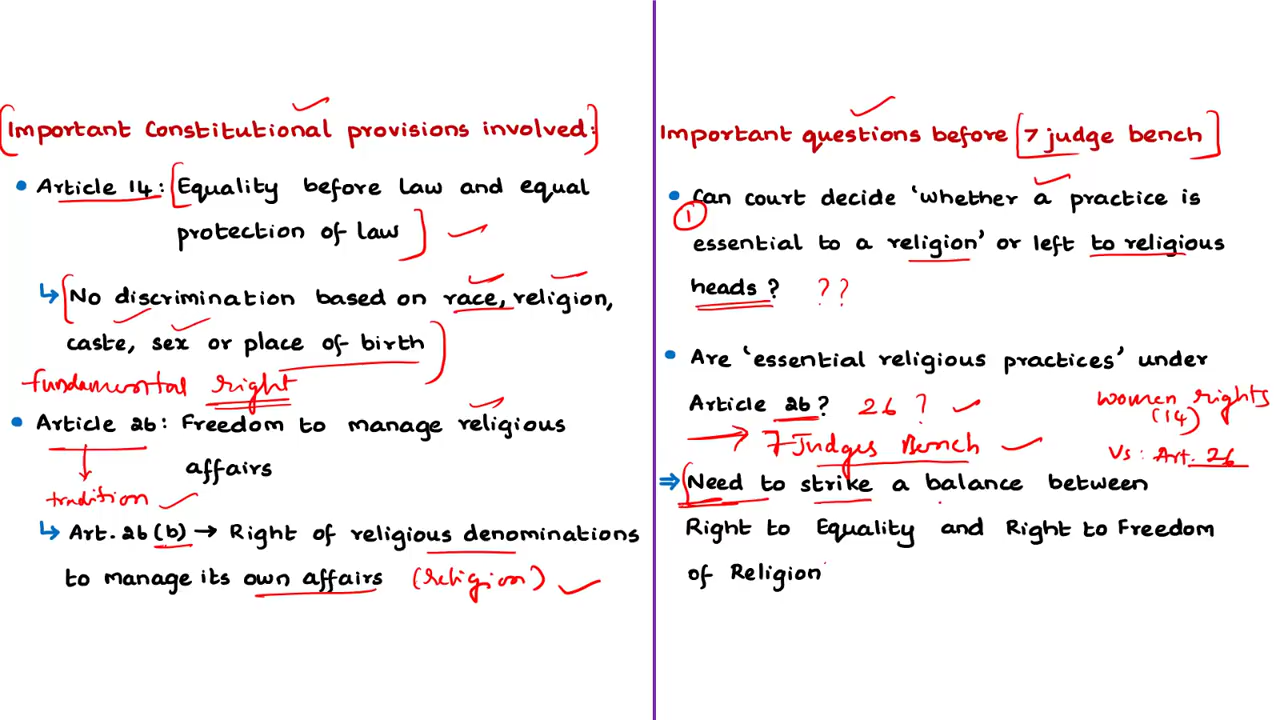 Important Constitutional provisions involved:
• Article 14: Equality before law and equal
protection of law
↳ No discrimination based on race, religion,
caste, sex or place of birth
fundamental right
• Article 26: Freedom to manage religious
affairs
tradition
↳ Art. 26 (b) → Right of religious denominations
to manage its own affairs (religion)
Important questions before 7 judge bench
• Can court decide 'whether a practice is
1
essential to a religion' or left to religious
heads? ??
• Are 'essential religious practices' under
Article 26? 26 ?
women rights
(14)
Vs: Art. 26
→ 7 Judges Bench
⇒ Need to strike a balance between
Right to Equality and Right to Freedom
of Religion